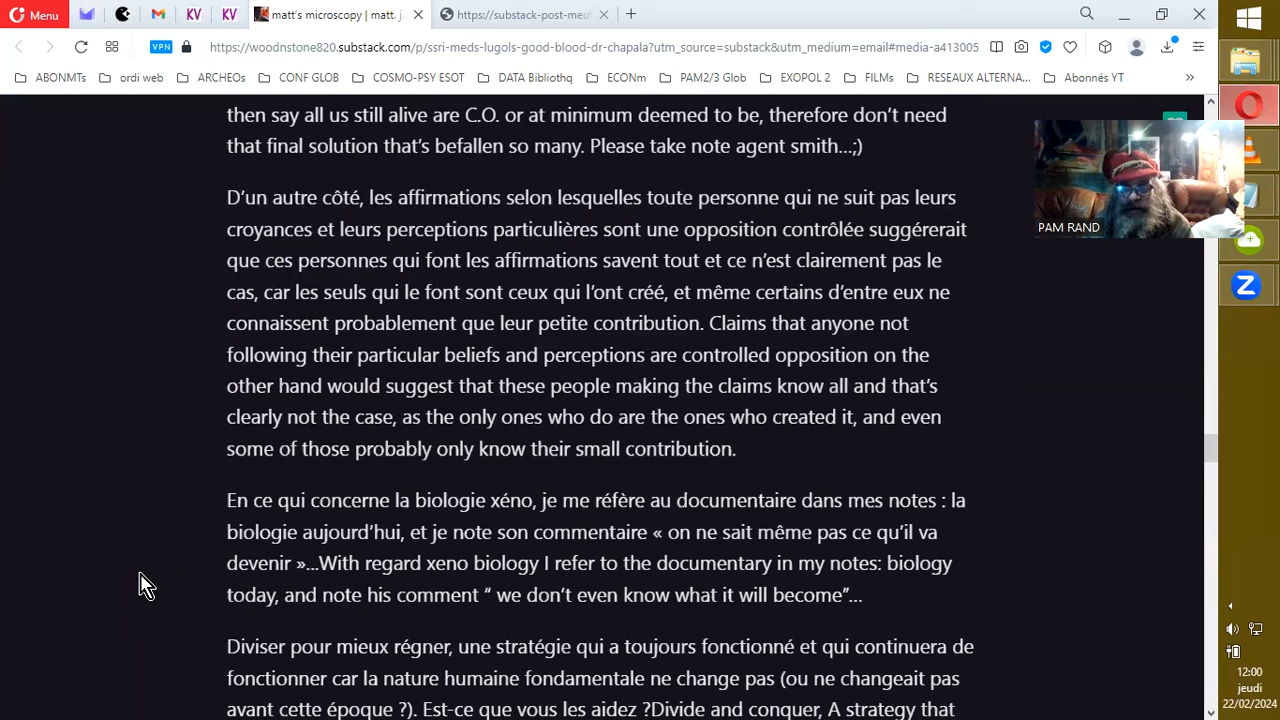 Menu
KV
KV
matt's microscopy | matt.
https://substack-post-med
VPN
https://woodnstone820.substack.com/p/ssri-meds-lugols-good-blood-dr-chapala?utm_source=substack&utm_medium=email#media-a413005
ABONMTs
ordi web
ARCHEOs
CONF GLOB
COSMO-PSY ESOT
DATA Biblithq
ECONm
PAM2/3 Glob
EXOPOL 2
FILMs
RESEAUX ALTERNA...
Abonnés YT
»
then say all us still alive are C.O. or at minimum deemed to be, therefore don't need
that final solution that's befallen so many. Please take note agent smith...;)
D'un autre côté, les affirmations selon lesquelles toute personne qui ne suit pas leurs
croyances et leurs perceptions particulières sont une opposition contrôlée suggérerait
que ces personnes qui font les affirmations savent tout et ce n'est clairement pas le
cas, car les seuls qui le font sont ceux qui l'ont créé, et même certains d'entre eux ne
connaissent probablement que leur petite contribution. Claims that anyone not
following their particular beliefs and perceptions are controlled opposition on the
other hand would suggest that these people making the claims know all and that's
clearly not the case, as the only ones who do are the ones who created it, and even
some of those probably only know their small contribution.
En ce qui concerne la biologie xéno, je me réfère au documentaire dans mes notes : la
biologie aujourd'hui, et je note son commentaire « on ne sait même pas ce qu'il va
devenir »...With regard xeno biology I refer to the documentary in my notes: biology
today, and note his comment “ we don't even know what it will become”...
Diviser pour mieux régner, une stratégie qui a toujours fonctionné et qui continuera de
fonctionner car la nature humaine fondamentale ne change pas (ou ne changeait pas
avant cette époque ?). Est-ce que vous les aidez ?Divide and conquer, A strategy that
PAM RAND
Z
12:00
jeudi
22/02/2024